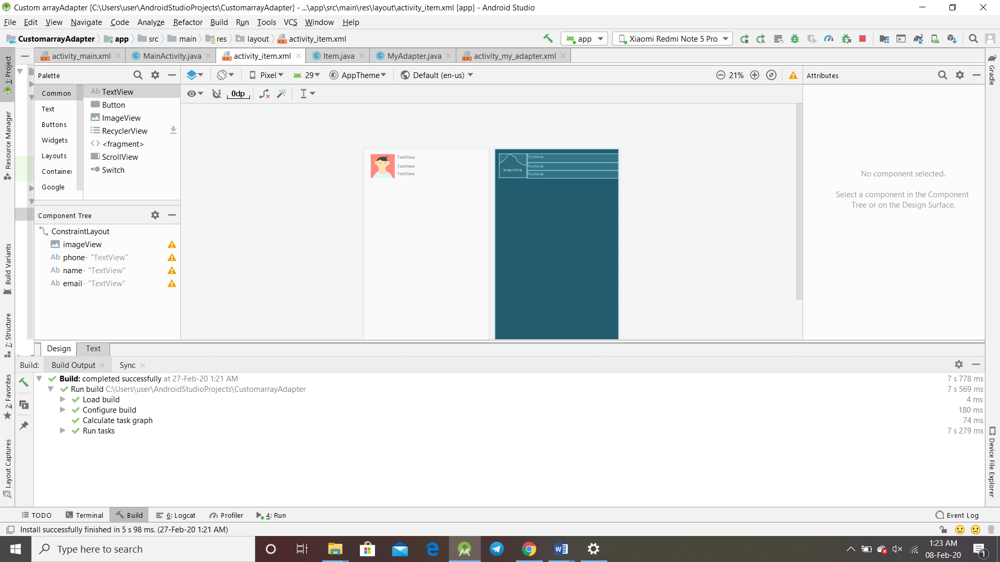 Custom arrayAdapter [C:\Users\user\AndroidStudioProjects\CustomarrayAdapter] - ...\app\src\main\res\layout\activity_item.xml [app] - Android Studio
File Edit View Navigate Code Analyze Refactor Build Run Tools VCS Window Help
CustomarrayAdapter app src main res layout activity_item.xml app Xiaomi Redmi Note 5 Pro
activity_main.xml MainActivity.java activity_item.xml Item.java MyAdapter.java activity_my_adapter.xml
1: Project
Resource Manager
Build Variants
7: Structure
2: Favorites
Layout Captures
Gradle
Device File Explorer
Palette
Pixel 29 AppTheme Default (en-us) 21%
Attributes
0dp
Common
Text
Buttons
Widgets
Layouts
Container
Google
Ab TextView
Button
ImageView
RecyclerView
<fragment>
ScrollView
Switch
Component Tree
ConstraintLayout
imageView
Ab phone - "TextView"
Ab name - "TextView"
Ab email - "TextView"
TextView
TextView
TextView
ImageView
TextView
TextView
TextView
No component selected.
Select a component in the Component
Tree or on the Design Surface.
Design Text
Build: Build Output Sync
Build: completed successfully at 27-Feb-20 1:21 AM 7 s 778 ms
Run build C:\Users\user\AndroidStudioProjects\CustomarrayAdapter 7 s 569 ms
Load build 4 ms
Configure build 180 ms
Calculate task graph 74 ms
Run tasks 7 s 279 ms
TODO Terminal Build 6: Logcat Profiler 4: Run Event Log
Install successfully finished in 5 s 98 ms. (27-Feb-20 1:21 AM)
Type here to search
1:23 AM
08-Feb-20
1